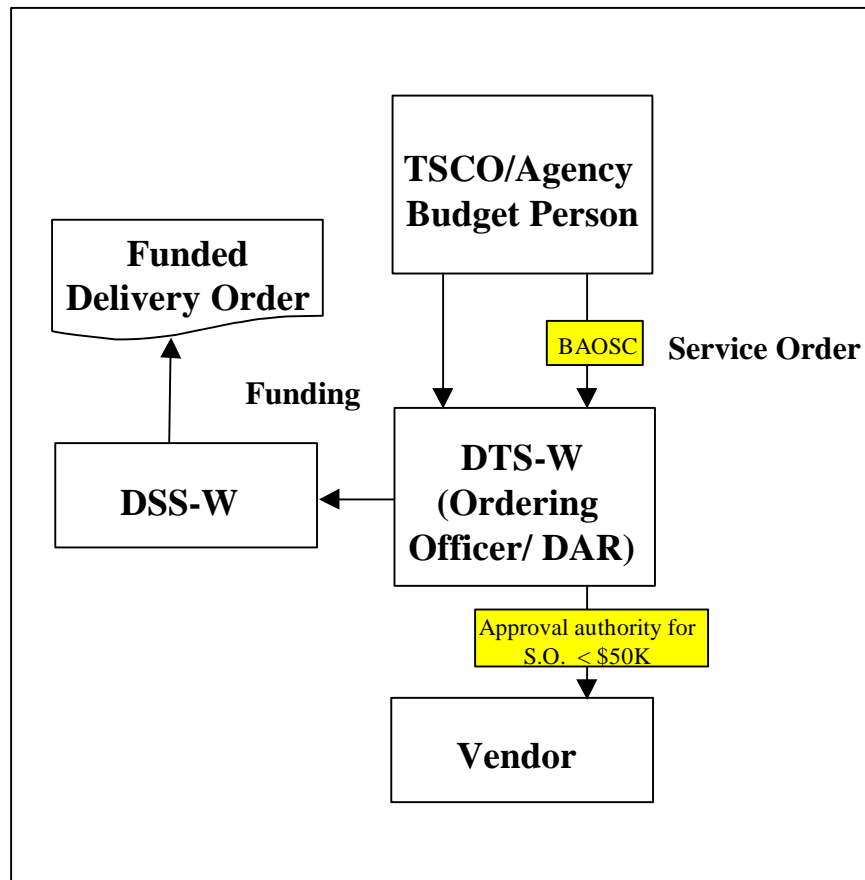 TSCO/Agency
Budget Person
Funded
Delivery Order
BAOSC
Service Order
Funding
DTS-W
(Ordering
Officer/ DAR)
DSS-W
Approval authority for
S.O. < $50K
Vendor